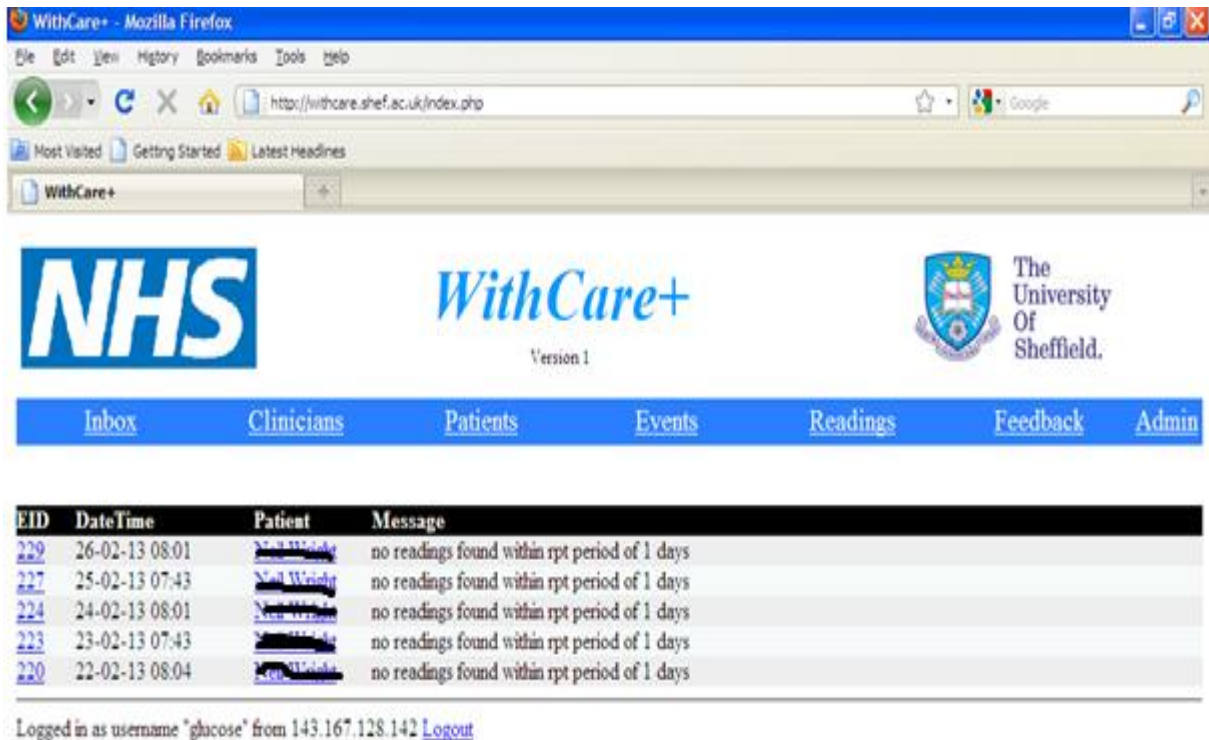 WithCare+ - Mozilla Firefox
File Edit View History Bookmarks Tools Help
http://withcare.shef.ac.uk/index.php
Google
Most Visited Getting Started Latest Headlines
WithCare+
NHS
WithCare+
Version 1
The
University
Of
Sheffield.
Inbox Clinicians Patients Events Readings Feedback Admin
EID DateTime Patient Message
229 26-02-13 08:01 no readings found within rpt period of 1 days
227 25-02-13 07:43 no readings found within rpt period of 1 days
224 24-02-13 08:01 no readings found within rpt period of 1 days
223 23-02-13 07:43 no readings found within rpt period of 1 days
220 22-02-13 08:04 no readings found within rpt period of 1 days
Logged in as username "glucose" from 143.167.128.142 Logout